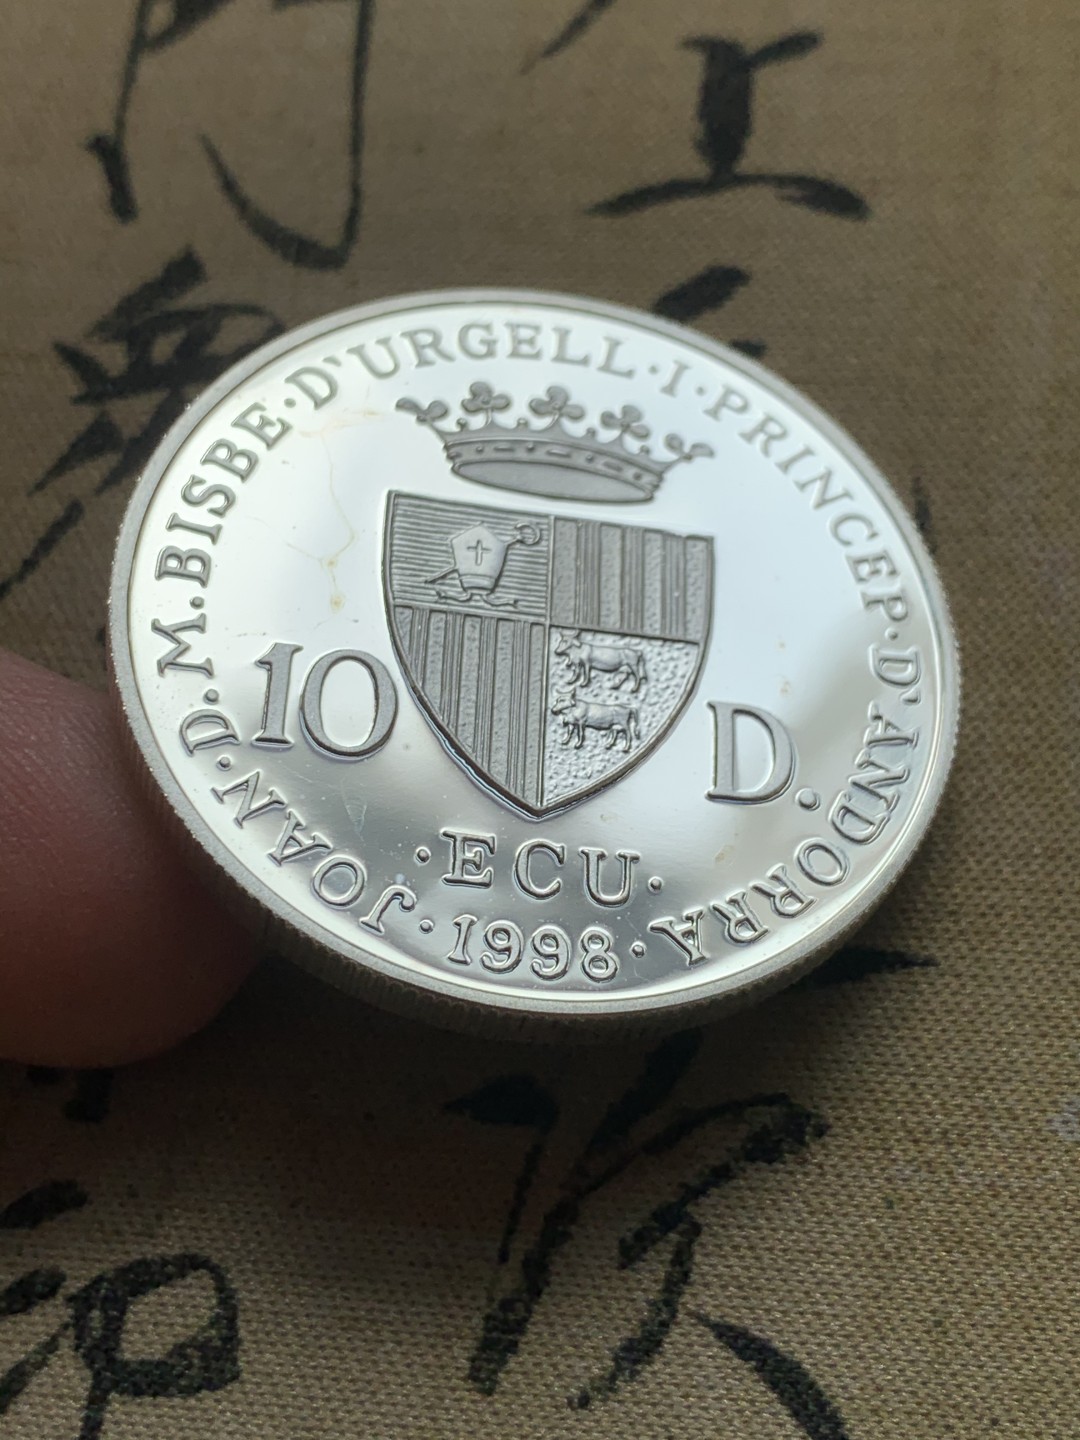 JOAN·D.·D.M.BISBE·D'URGELL·I·PRINCEP·D'ANDORRA
10 D.
·ECU·
·1998·